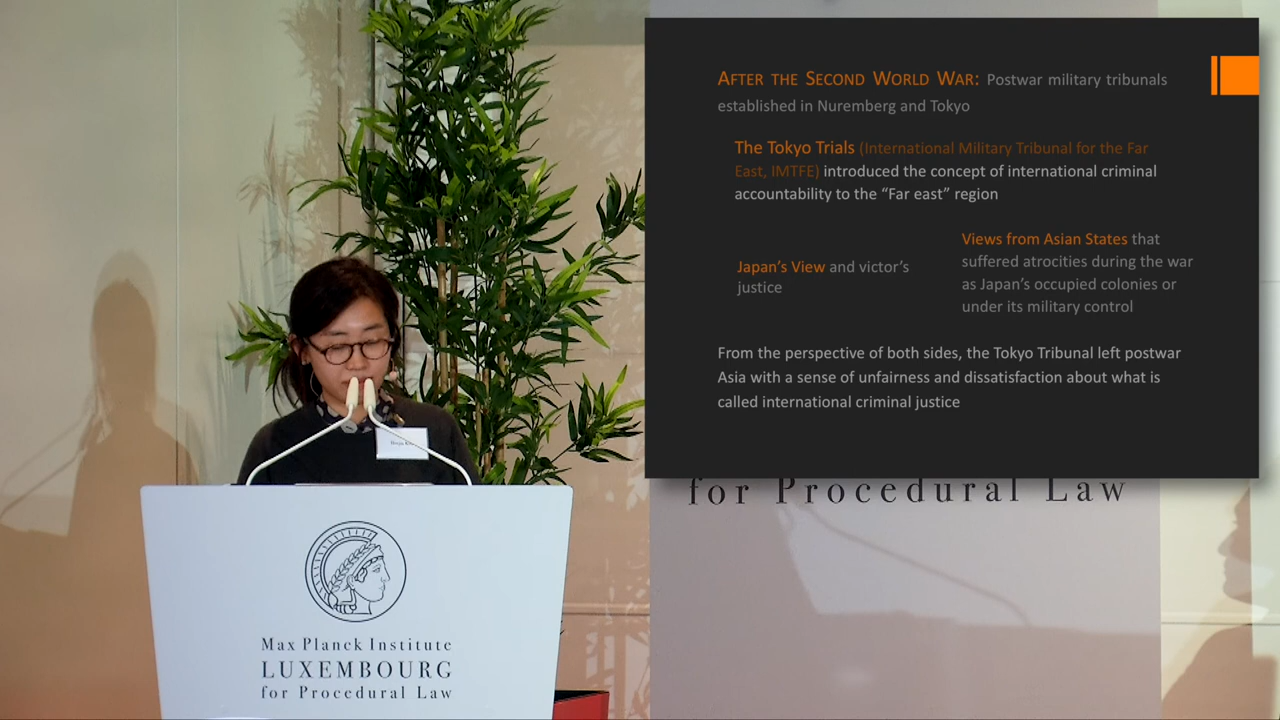 AFTER THE SECOND WORLD WAR: Postwar military tribunals
established in Nuremberg and Tokyo
The Tokyo Trials (International Military Tribunal for the Far
East, IMTFE) introduced the concept of international criminal
accountability to the “Far east” region
Japan’s View and victor’s
justice
Views from Asian States that
suffered atrocities during the war
as Japan’s occupied colonies or
under its military control
From the perspective of both sides, the Tokyo Tribunal left postwar
Asia with a sense of unfairness and dissatisfaction about what is
called international criminal justice
for Procedural Law
Max Planck Institute
LUXEMBOURG
for Procedural Law